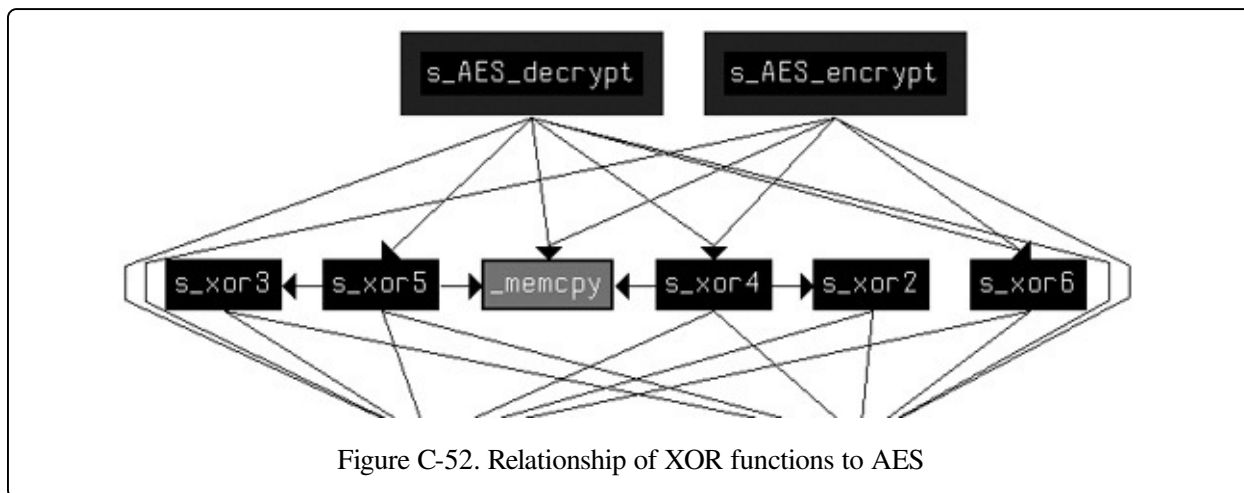 s_AES_decrypt s_AES_encrypt
s_xor3 s_xor5 _memcpy s_xor4 s_xor2 s_xor6
Figure C-52. Relationship of XOR functions to AES